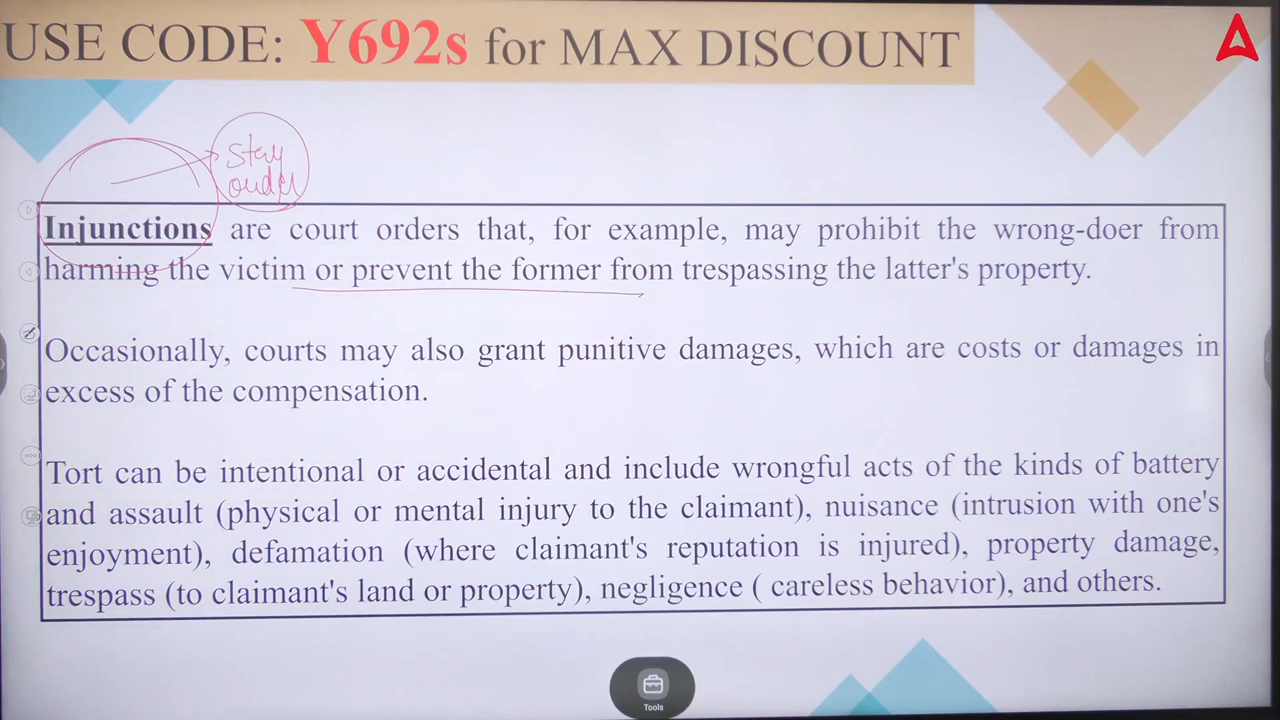 USE CODE: Y692s for MAX DISCOUNT
Stay
order
Injunctions are court orders that, for example, may prohibit the wrong-doer from
harming the victim or prevent the former from trespassing the latter's property.
Occasionally, courts may also grant punitive damages, which are costs or damages in
excess of the compensation.
Tort can be intentional or accidental and include wrongful acts of the kinds of battery
and assault (physical or mental injury to the claimant), nuisance (intrusion with one's
enjoyment), defamation (where claimant's reputation is injured), property damage,
trespass (to claimant's land or property), negligence ( careless behavior), and others.
Tools